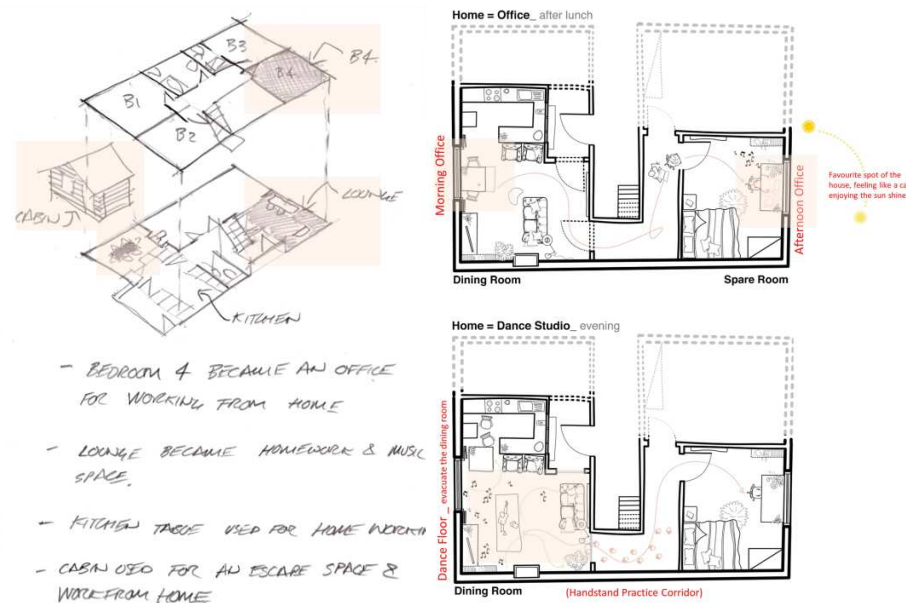 B3
B4
B4.
B1
B2
LOUNGE
CABIN
KITCHEN
- BEDROOM 4 BECAME AN OFFICE
FOR WORKING FROM HOME
- LOUNGE BECAME HOMEWORK & MUSIC
SPACE.
- KITCHEN TABLE USED FOR HOME WORKIN
- CABIN USED FOR AN ESCAPE SPACE &
WORK FROM HOME
Home = Office_ after lunch
Morning Office
Afternoon Office
Favourite spot of the
house, feeling like a ca
enjoying the sun shine
Dining Room
Spare Room
Home = Dance Studio_ evening
Dance Floor _ evacuate the dining room
Dining Room
(Handstand Practice Corridor)